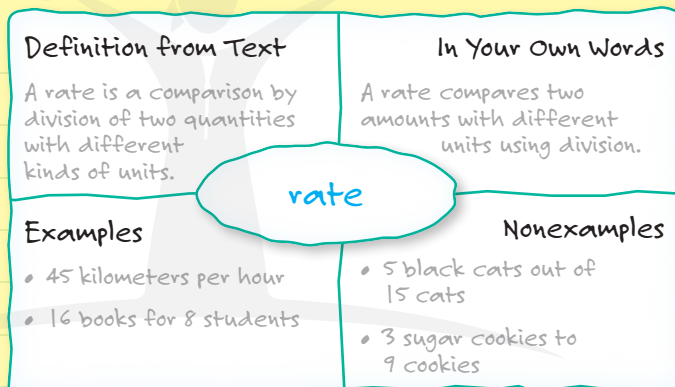 Definition from Text
A rate is a comparison by
division of two quantities
with different
kinds of units.
In Your Own Words
A rate compares two
amounts with different
units using division.
rate
Examples
• 45 kilometers per hour
• 16 books for 8 students
Nonexamples
• 5 black cats out of
15 cats
• 3 sugar cookies to
9 cookies